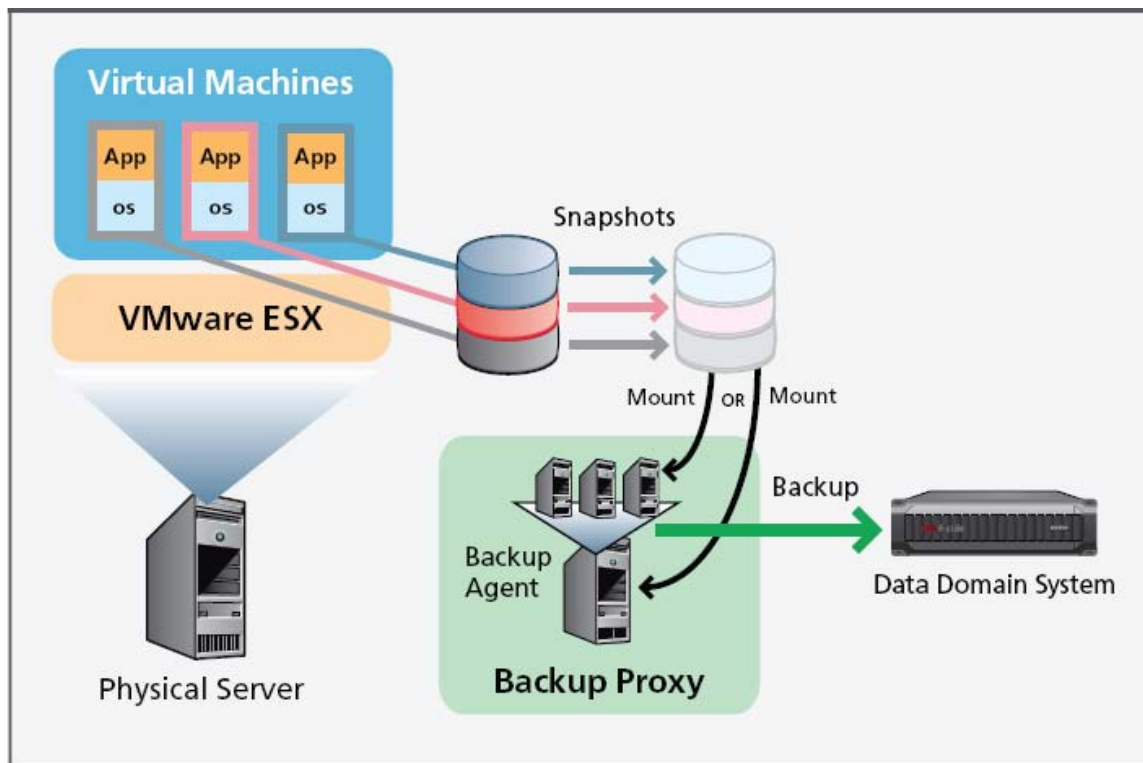 Virtual Machines
App
App
App
os
os
os
VMware ESX
Snapshots
Mount OR Mount
Backup
Backup
Agent
Data Domain System
Physical Server
Backup Proxy